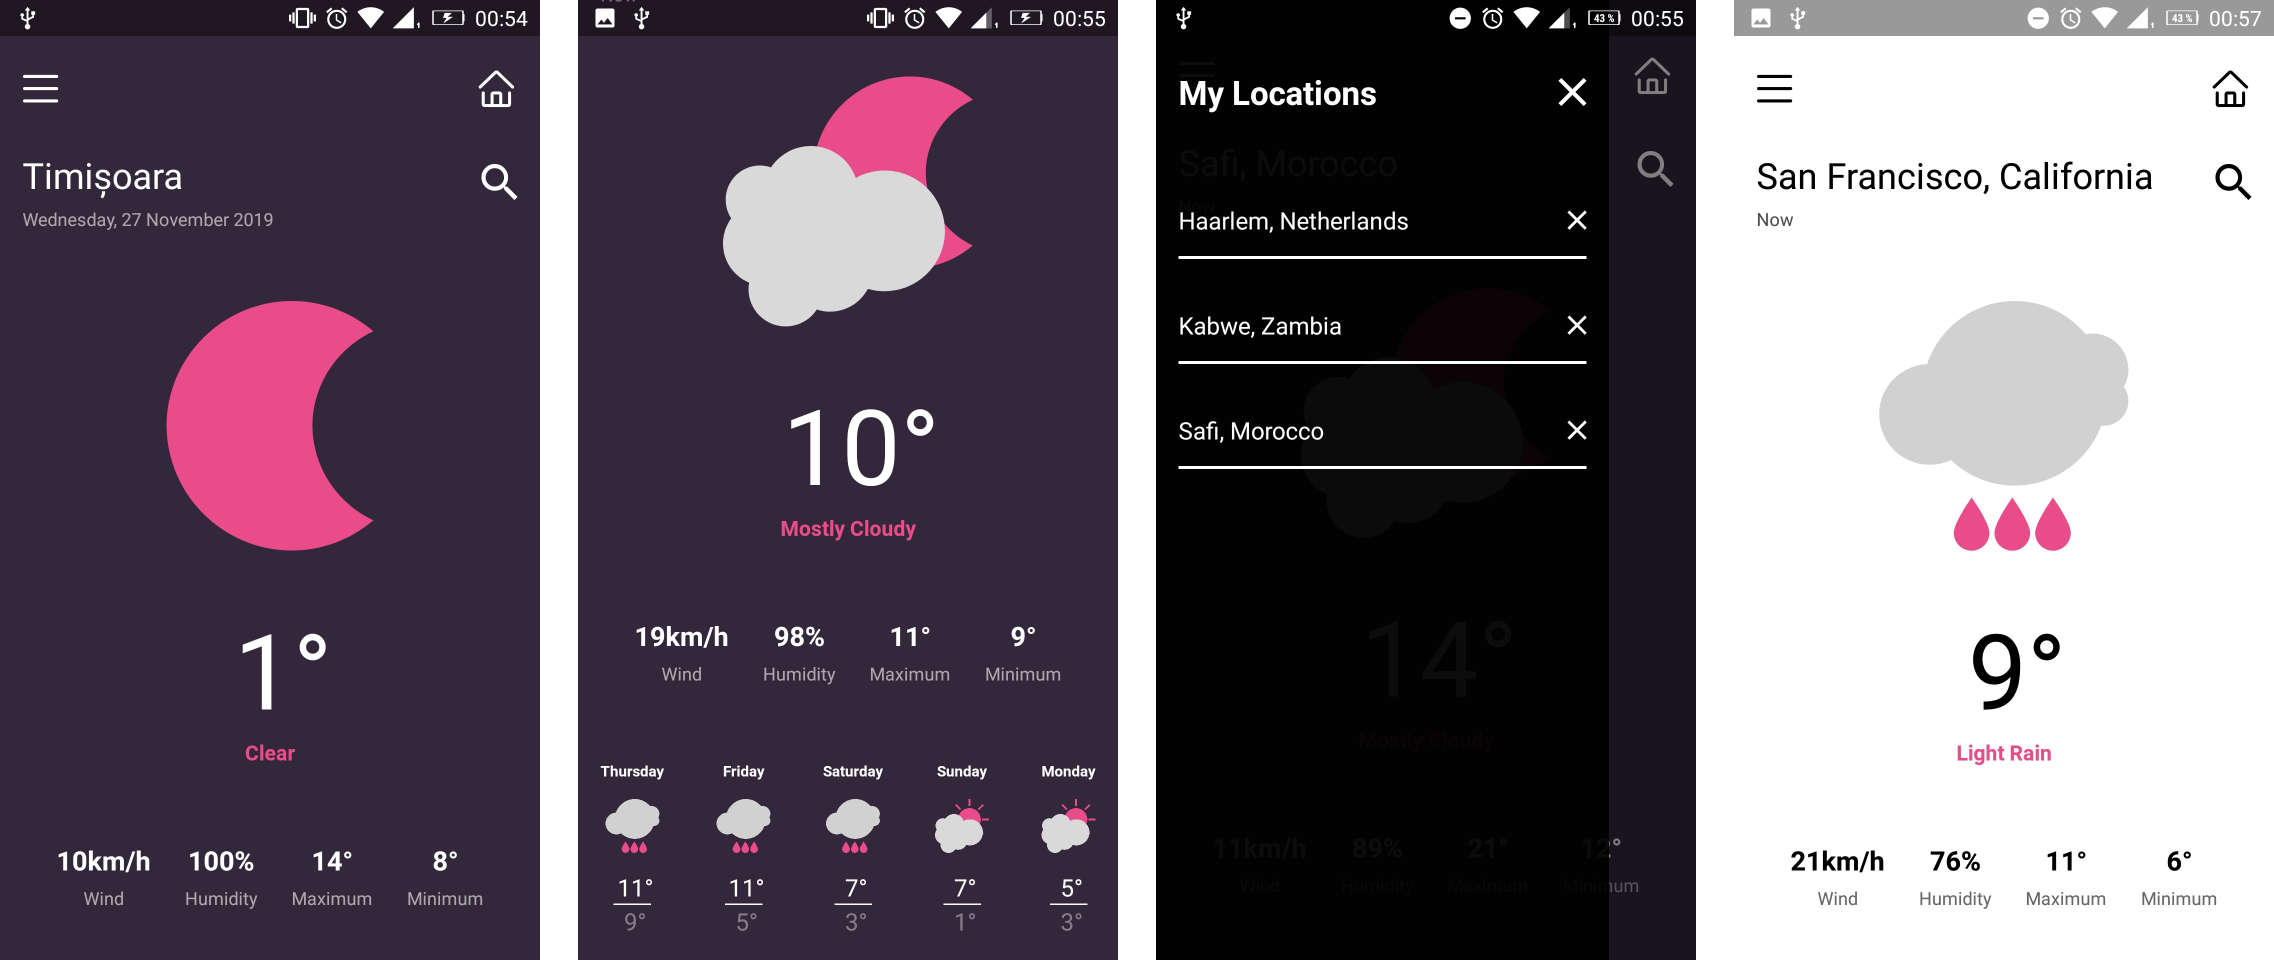 00:54
Timișoara
Wednesday, 27 November 2019
1°
Clear
10km/h 100% 14° 8°
Wind Humidity Maximum Minimum
00:55
10°
Mostly Cloudy
19km/h 98% 11° 9°
Wind Humidity Maximum Minimum
Thursday Friday Saturday Sunday Monday
11° 11° 7° 7° 5°
9° 5° 3° 1° 3°
43 % 00:55
My Locations
Safi, Morocco
Now
Haarlem, Netherlands
Kabwe, Zambia
Safi, Morocco
14°
Mostly Cloudy
11km/h 89% 21° 12°
Wind Humidity Maximum Minimum
43 % 00:57
San Francisco, California
Now
9°
Light Rain
21km/h 76% 11° 6°
Wind Humidity Maximum Minimum